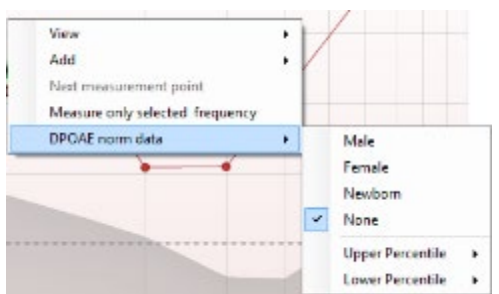 View
Add
Next measurement point
Measure only selected frequency
DPOAE norm data
Male
Female
Newborn
None
Upper Percentile
Lower Percentile